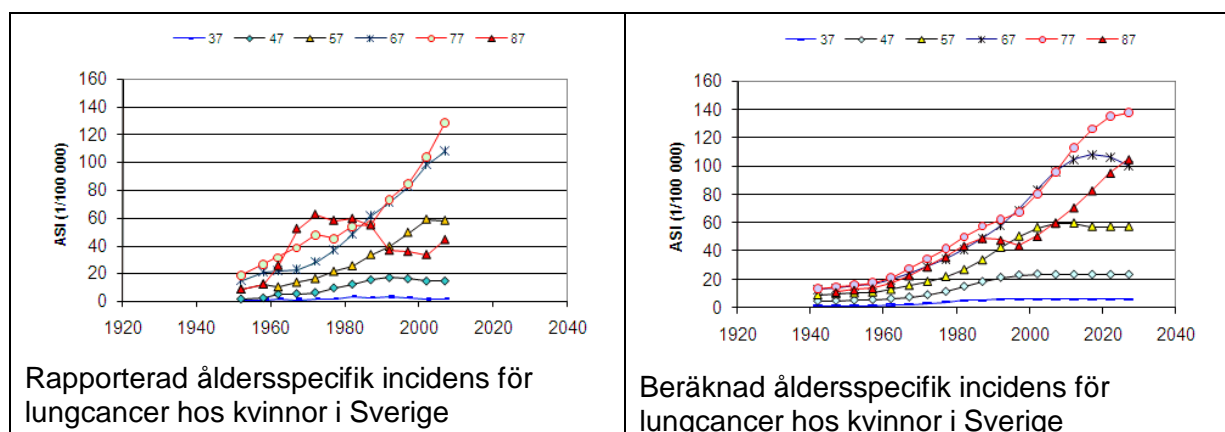 37 47 57 67 77 87
160
140
120
100
80
60
40
20
0
ASI (1/100 000)
1920 1940 1960 1980 2000 2020 2040
Rapporterad åldersspecifik incidens för
lungcancer hos kvinnor i Sverige
37 47 57 67 77 87
160
140
120
100
80
60
40
20
0
ASI (1/100 000)
1920 1940 1960 1980 2000 2020 2040
Beräknad åldersspecifik incidens för
lungcancer hos kvinnor i Sverige